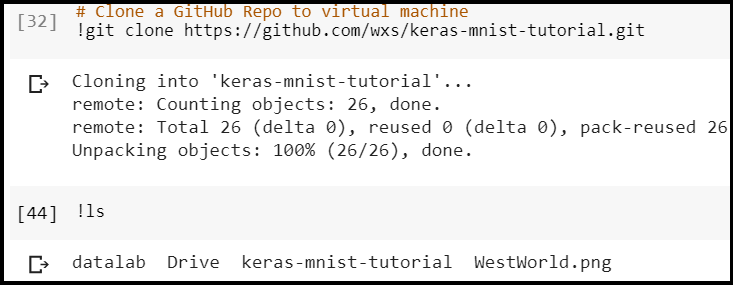 # Clone a GitHub Repo to virtual machine
[32] !git clone https://github.com/wxs/keras-mnist-tutorial.git
Cloning into 'keras-mnist-tutorial'...
remote: Counting objects: 26, done.
remote: Total 26 (delta 0), reused 0 (delta 0), pack-reused 26
Unpacking objects: 100% (26/26), done.
[44] !ls
datalab Drive keras-mnist-tutorial WestWorld.png